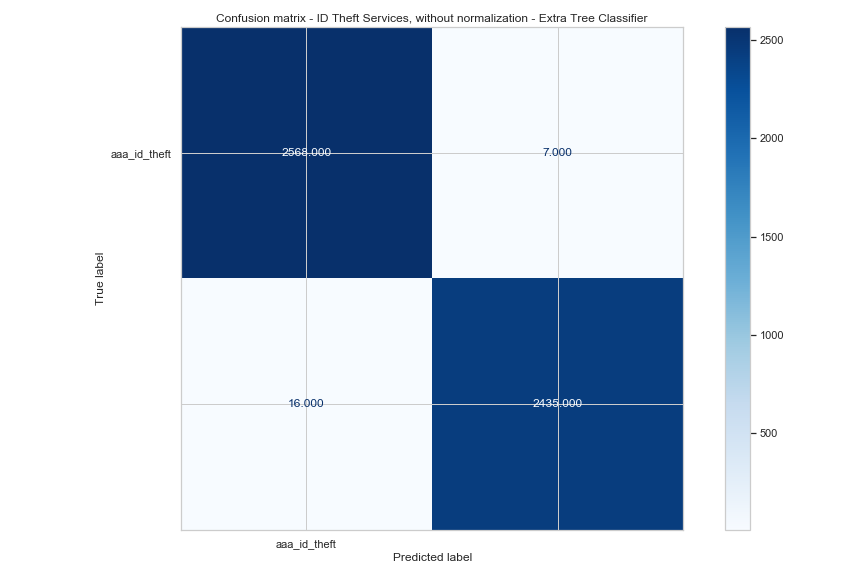 Confusion matrix - ID Theft Services, without normalization - Extra Tree Classifier
2500
aaa_id_theft
2568.000
7.000
2000
1500
True label
1000
16.000
2435.000
500
aaa_id_theft
Predicted label